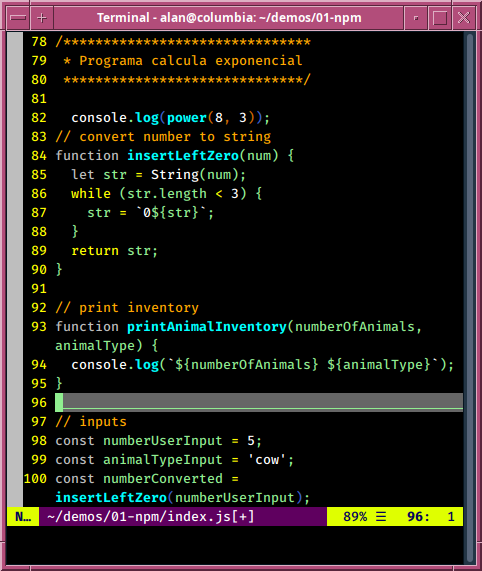 Terminal - alan@columbia: ~/demos/01-npm
78 /*******************************
79  * Programa calcula exponencial
80  ******************************/
81
82   console.log(power(8, 3));
83 // convert number to string
84 function insertLeftZero(num) {
85   let str = String(num);
86   while (str.length < 3) {
87     str = `0${str}`;
88   }
89   return str;
90 }
91
92 // print inventory
93 function printAnimalInventory(numberOfAnimals,
animalType) {
94   console.log(`${numberOfAnimals} ${animalType}`);
95 }
96
97 // inputs
98 const numberUserInput = 5;
99 const animalTypeInput = 'cow';
100 const numberConverted =
insertLeftZero(numberUserInput);
N… ~/demos/01-npm/index.js[+] 89% ☰ 96: 1